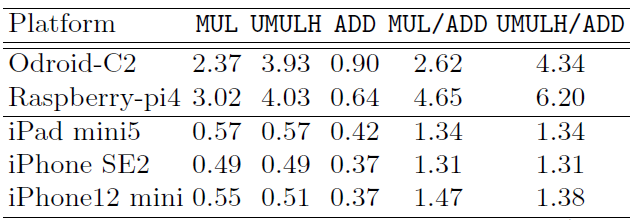 Platform MUL UMULH ADD MUL/ADD UMULH/ADD
Odroid-C2 2.37 3.93 0.90 2.62 4.34
Raspberry-pi4 3.02 4.03 0.64 4.65 6.20
iPad mini5 0.57 0.57 0.42 1.34 1.34
iPhone SE2 0.49 0.49 0.37 1.31 1.31
iPhone12 mini 0.55 0.51 0.37 1.47 1.38